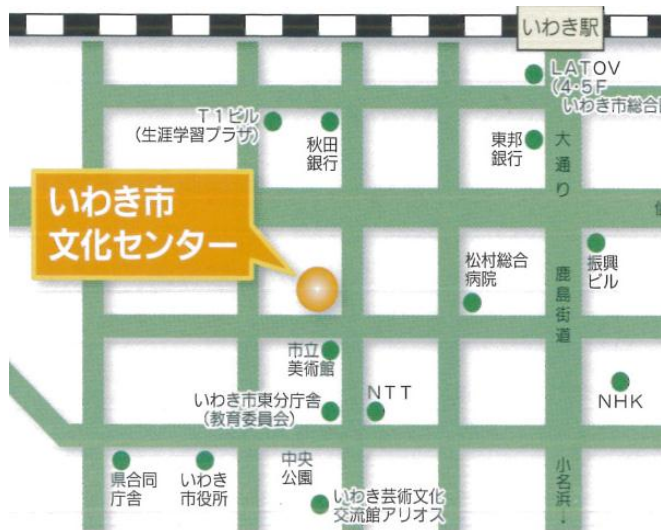 いわき駅
LATOV
(4・5F
いわき市総合
T1ビル
(生涯学習プラザ)
秋田
銀行
東邦
銀行
大通り
いわき市
文化センター
松村総合
病院
鹿島街道
振興
ビル
市立
美術館
いわき市東分庁舎
(教育委員会)
NTT
NHK
県合同
庁舎
いわき
市役所
中央
公園
いわき芸術文化
交流館アリオス
小名浜↓